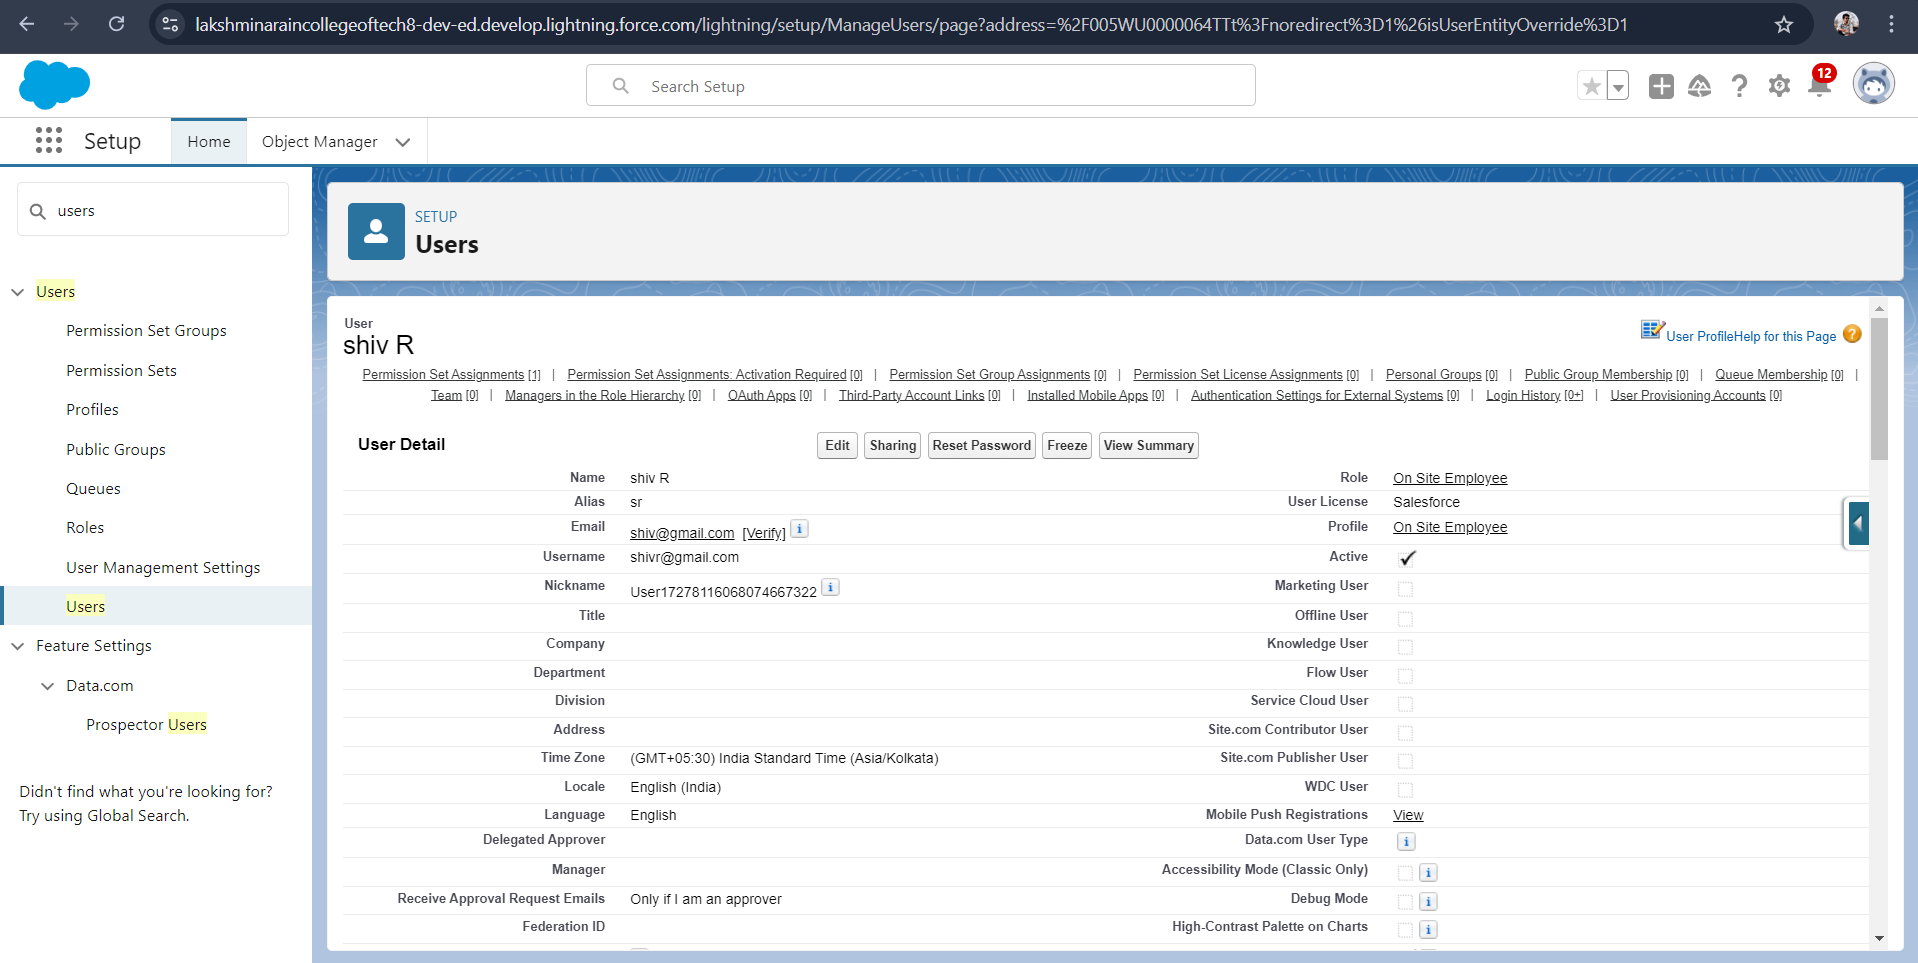 lakshminaraincollegeoftech8-dev-ed.develop.lightning.force.com/lightning/setup/ManageUsers/page?address=%2F005WU0000064TTt%3Fnoredirect%3D1%26isUserEntityOverride%3D1
Search Setup
12
Setup
Home
Object Manager
users
SETUP
Users
Users
Permission Set Groups
Permission Sets
Profiles
Public Groups
Queues
Roles
User Management Settings
Users
Feature Settings
Data.com
Prospector Users
Didn't find what you're looking for?
Try using Global Search.
User
shiv R
User Profile Help for this Page ?
Permission Set Assignments [1] | Permission Set Assignments: Activation Required [0] | Permission Set Group Assignments [0] | Permission Set License Assignments [0] | Personal Groups [0] | Public Group Membership [0] | Queue Membership [0] |
Team [0] | Managers in the Role Hierarchy [0] | OAuth Apps [0] | Third-Party Account Links [0] | Installed Mobile Apps [0] | Authentication Settings for External Systems [0] | Login History [0+] | User Provisioning Accounts [0]
User Detail
Edit Sharing Reset Password Freeze View Summary
Name shiv R Role On Site Employee
Alias sr User License Salesforce
Email shiv@gmail.com [Verify] i Profile On Site Employee
Username shivr@gmail.com Active
Nickname User17278116068074667322 i Marketing User
Title Offline User
Company Knowledge User
Department Flow User
Division Service Cloud User
Address Site.com Contributor User
Time Zone (GMT+05:30) India Standard Time (Asia/Kolkata) Site.com Publisher User
Locale English (India) WDC User
Language English Mobile Push Registrations View
Delegated Approver Data.com User Type i
Manager Accessibility Mode (Classic Only) i
Receive Approval Request Emails Only if I am an approver Debug Mode i
Federation ID High-Contrast Palette on Charts i